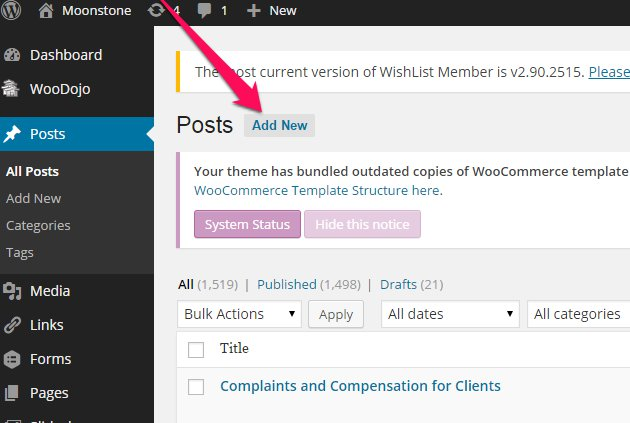 Moonstone 4 1 + New
Dashboard
WooDojo
Posts
All Posts
Add New
Categories
Tags
Media
Links
Forms
Pages
The most current version of WishList Member is v2.90.2515. Please
Posts Add New
Your theme has bundled outdated copies of WooCommerce template
WooCommerce Template Structure here.
System Status Hide this notice
All (1,519) | Published (1,498) | Drafts (21)
Bulk Actions Apply All dates All categories
Title
Complaints and Compensation for Clients